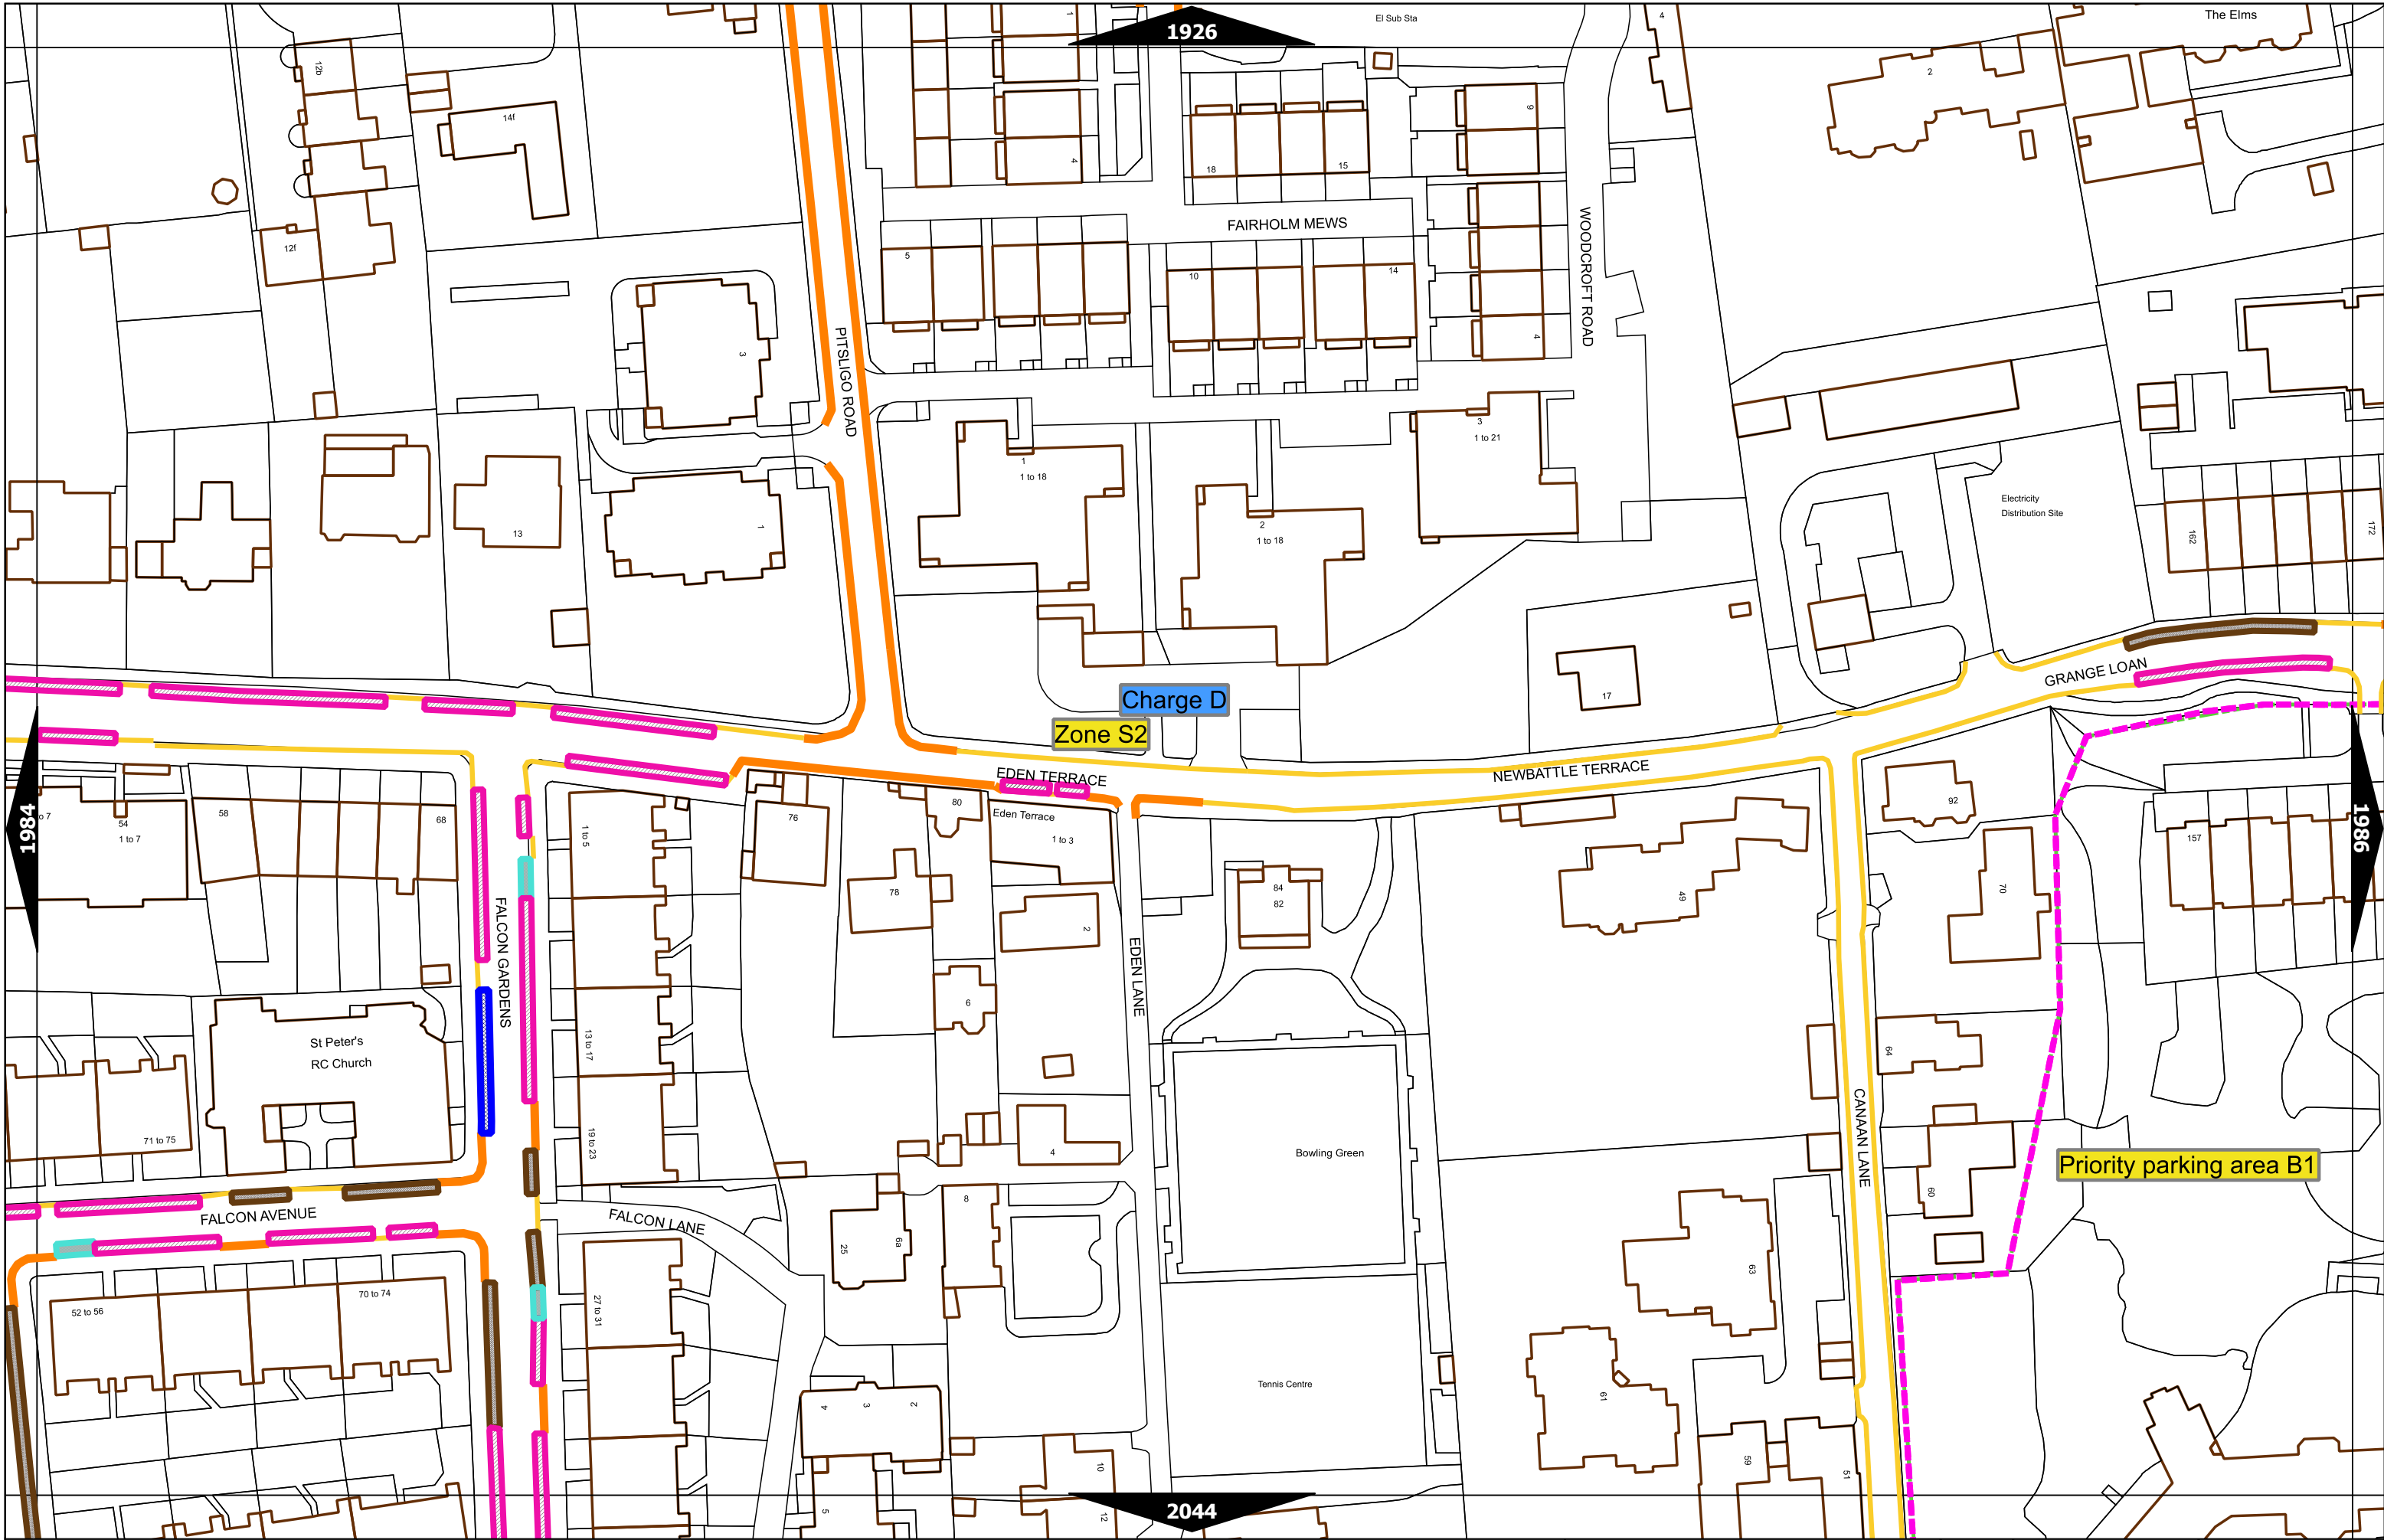 1926
El Sub Sta
4
The Elms
1
2
12b
14f
9
4
18
15
FAIRHOLM MEWS
WOODCROFT ROAD
12f
5
10
14
4
3
PITSLIGO ROAD
3
1 to 21
1
1 to 18
2
1 to 18
13
1
Electricity
Distribution Site
162
172
GRANGE LOAN
17
Charge D
Zone S2
NEWBATTLE TERRACE
EDEN TERRACE
1984
1986
54
1 to 7
58
68
1 to 5
76
80
Eden Terrace
1 to 3
92
157
78
84
82
49
70
2
FALCON GARDENS
EDEN LANE
6
13 to 17
St Peter's
RC Church
64
71 to 75
19 to 23
4
Bowling Green
CANAAN LANE
Priority parking area B1
60
8
FALCON AVENUE
FALCON LANE
25
6a
63
52 to 56
70 to 74
27 to 31
Tennis Centre
61
4
3
2
59
51
10
5
12
2044